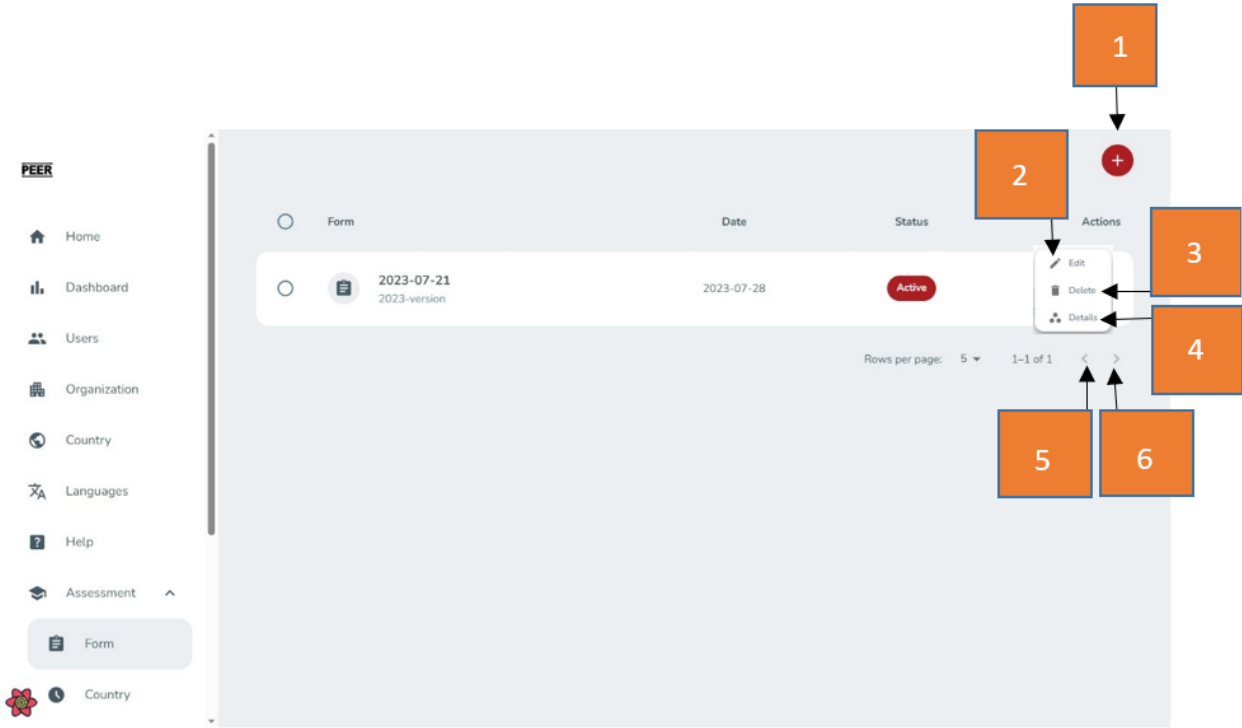 1
PEER
2
Form
Date
Status
Actions
Home
3
Edit
2023-07-21
Dashboard
2023-07-28
Active
Delete
2023-version
Details
4
Users
Rows per page: 5
1–1 of 1
< >
Organization
Country
5
6
Languages
Help
Assessment
Form
Country